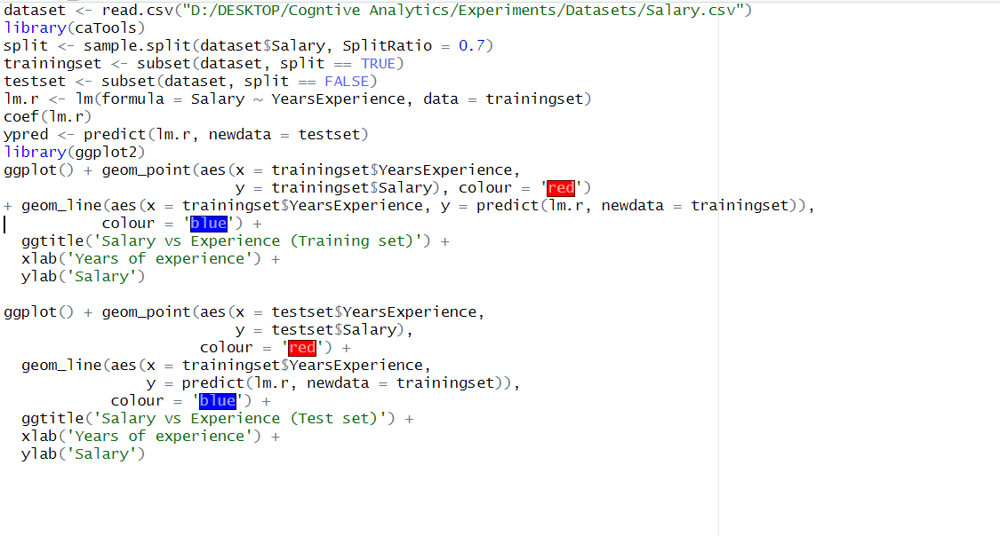 dataset <- read.csv("D:/DESKTOP/Cogntive Analytics/Experiments/Datasets/Salary.csv")
library(caTools)
split <- sample.split(dataset$Salary, SplitRatio = 0.7)
trainingset <- subset(dataset, split == TRUE)
testset <- subset(dataset, split == FALSE)
lm.r <- lm(formula = Salary ~ YearsExperience, data = trainingset)
coef(lm.r)
ypred <- predict(lm.r, newdata = testset)
library(ggplot2)
ggplot() + geom_point(aes(x = trainingset$YearsExperience,
                          y = trainingset$Salary), colour = 'red')
+ geom_line(aes(x = trainingset$YearsExperience, y = predict(lm.r, newdata = trainingset)),
           colour = 'blue') +
  ggtitle('Salary vs Experience (Training set)') +
  xlab('Years of experience') +
  ylab('Salary')

ggplot() + geom_point(aes(x = testset$YearsExperience,
                          y = testset$Salary),
                      colour = 'red') +
  geom_line(aes(x = trainingset$YearsExperience,
                y = predict(lm.r, newdata = trainingset)),
            colour = 'blue') +
  ggtitle('Salary vs Experience (Test set)') +
  xlab('Years of experience') +
  ylab('Salary')